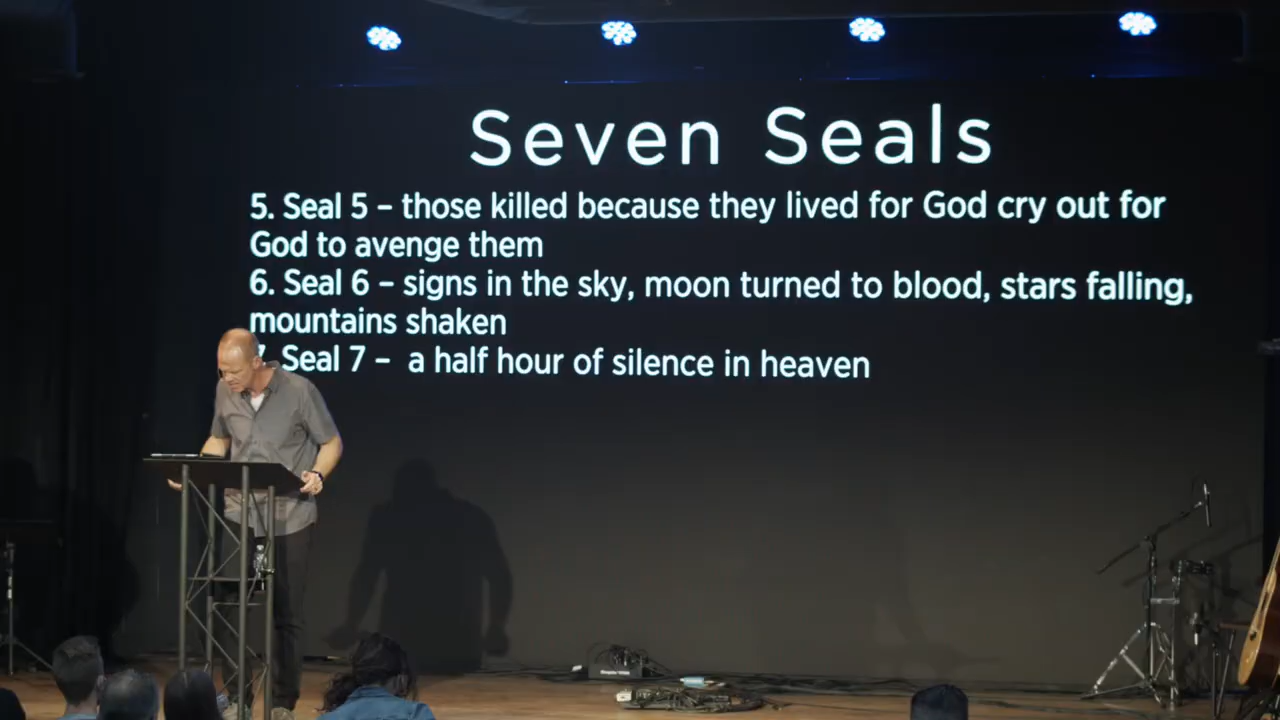 Seven Seals
5. Seal 5 – those killed because they lived for God cry out for
God to avenge them
6. Seal 6 – signs in the sky, moon turned to blood, stars falling,
mountains shaken
7. Seal 7 – a half hour of silence in heaven